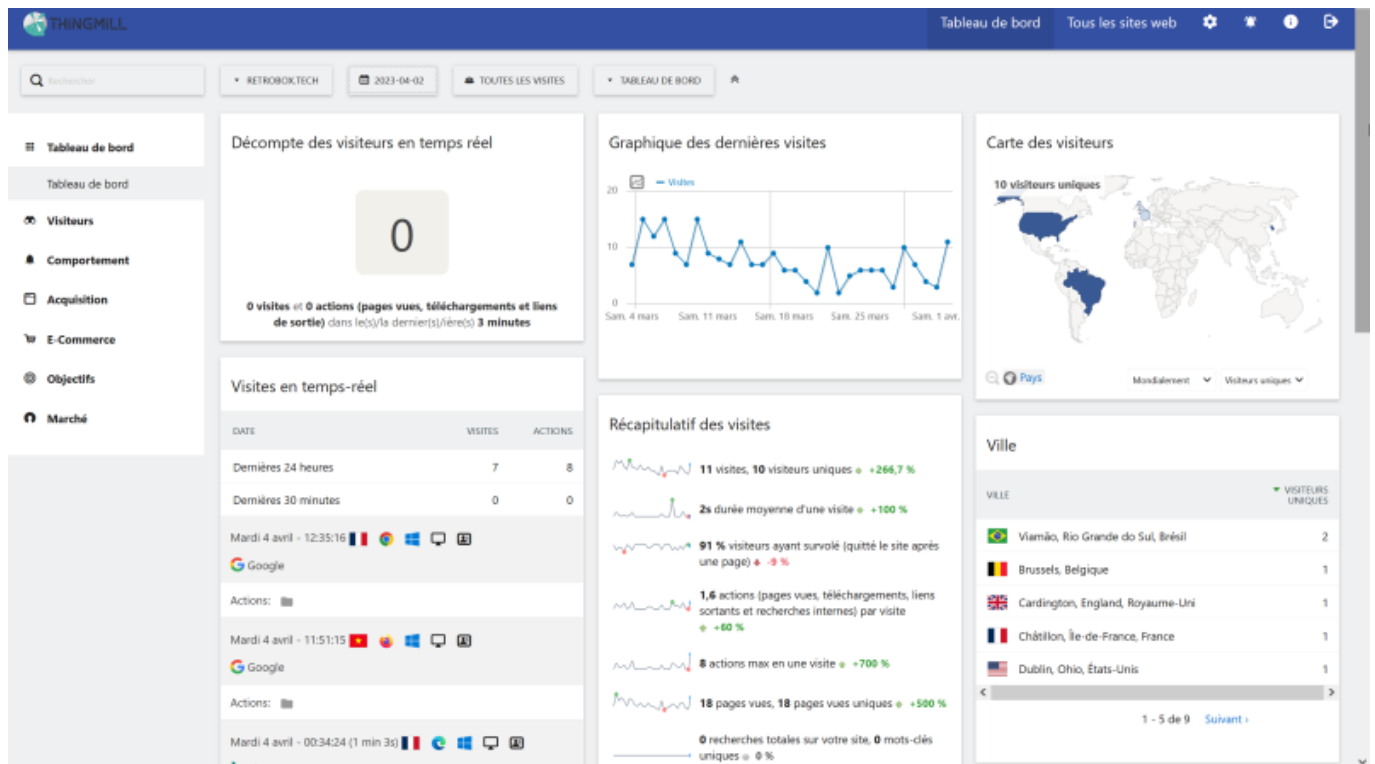 THINGMILL
Tableau de bord Tous les sites web
Rechercher
RETROBOX.TECH 2023-04-02 TOUTES LES VISITES TABLEAU DE BORD
Tableau de bord
Tableau de bord
Visiteurs
Comportement
Acquisition
E-Commerce
Objectifs
Marché
Décompte des visiteurs en temps réel
0
0 visites et 0 actions (pages vues, téléchargements et liens
de sortie) dans le(s)/la dernier(s)/ière(s) 3 minutes
Visites en temps-réel
DATE VISITES ACTIONS
Dernières 24 heures 7 8
Dernières 30 minutes 0 0
Mardi 4 avril - 12:35:16
Google
Actions:
Mardi 4 avril - 11:51:15
Google
Actions:
Mardi 4 avril - 00:34:24 (1 min 3s)
Graphique des dernières visites
Visites
20
10
0
Sam. 4 mars Sam. 11 mars Sam. 18 mars Sam. 25 mars Sam. 1 avr.
Récapitulatif des visites
11 visites, 10 visiteurs uniques +266,7 %
2s durée moyenne d'une visite +100 %
91 % visiteurs ayant survolé (quitté le site après
une page) -9 %
1,6 actions (pages vues, téléchargements, liens
sortants et recherches internes) par visite
+60 %
8 actions max en une visite +700 %
18 pages vues, 18 pages vues uniques +500 %
0 recherches totales sur votre site, 0 mots-clés
uniques 0 %
Carte des visiteurs
10 visiteurs uniques
Pays Mondialement Visiteurs uniques
Ville
VILLE VISITEURS
UNIQUES
Viamão, Rio Grande do Sul, Brésil 2
Brussels, Belgique 1
Cardington, England, Royaume-Uni 1
Châtillon, Île-de-France, France 1
Dublin, Ohio, États-Unis 1
1 - 5 de 9 Suivant ›